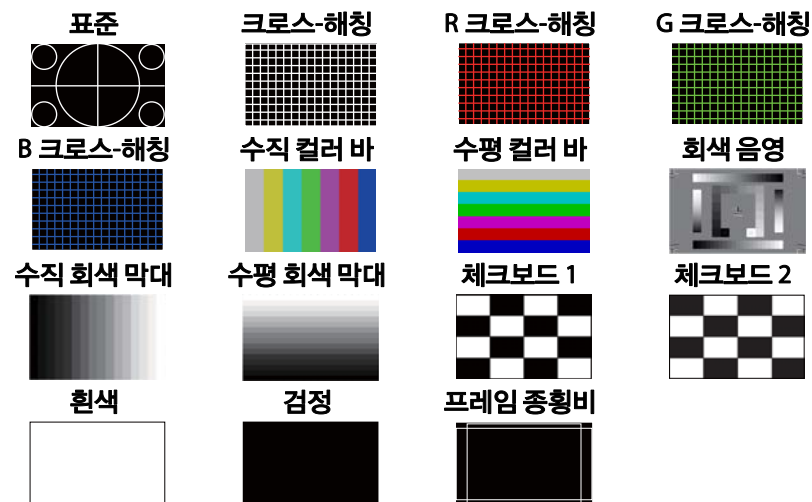 표준 크로스-해칭 R 크로스-해칭 G 크로스-해칭
B 크로스-해칭 수직 컬러 바 수평 컬러 바 회색 음영
수직 회색 막대 수평 회색 막대 체크보드 1 체크보드 2
흰색 검정 프레임 종횡비